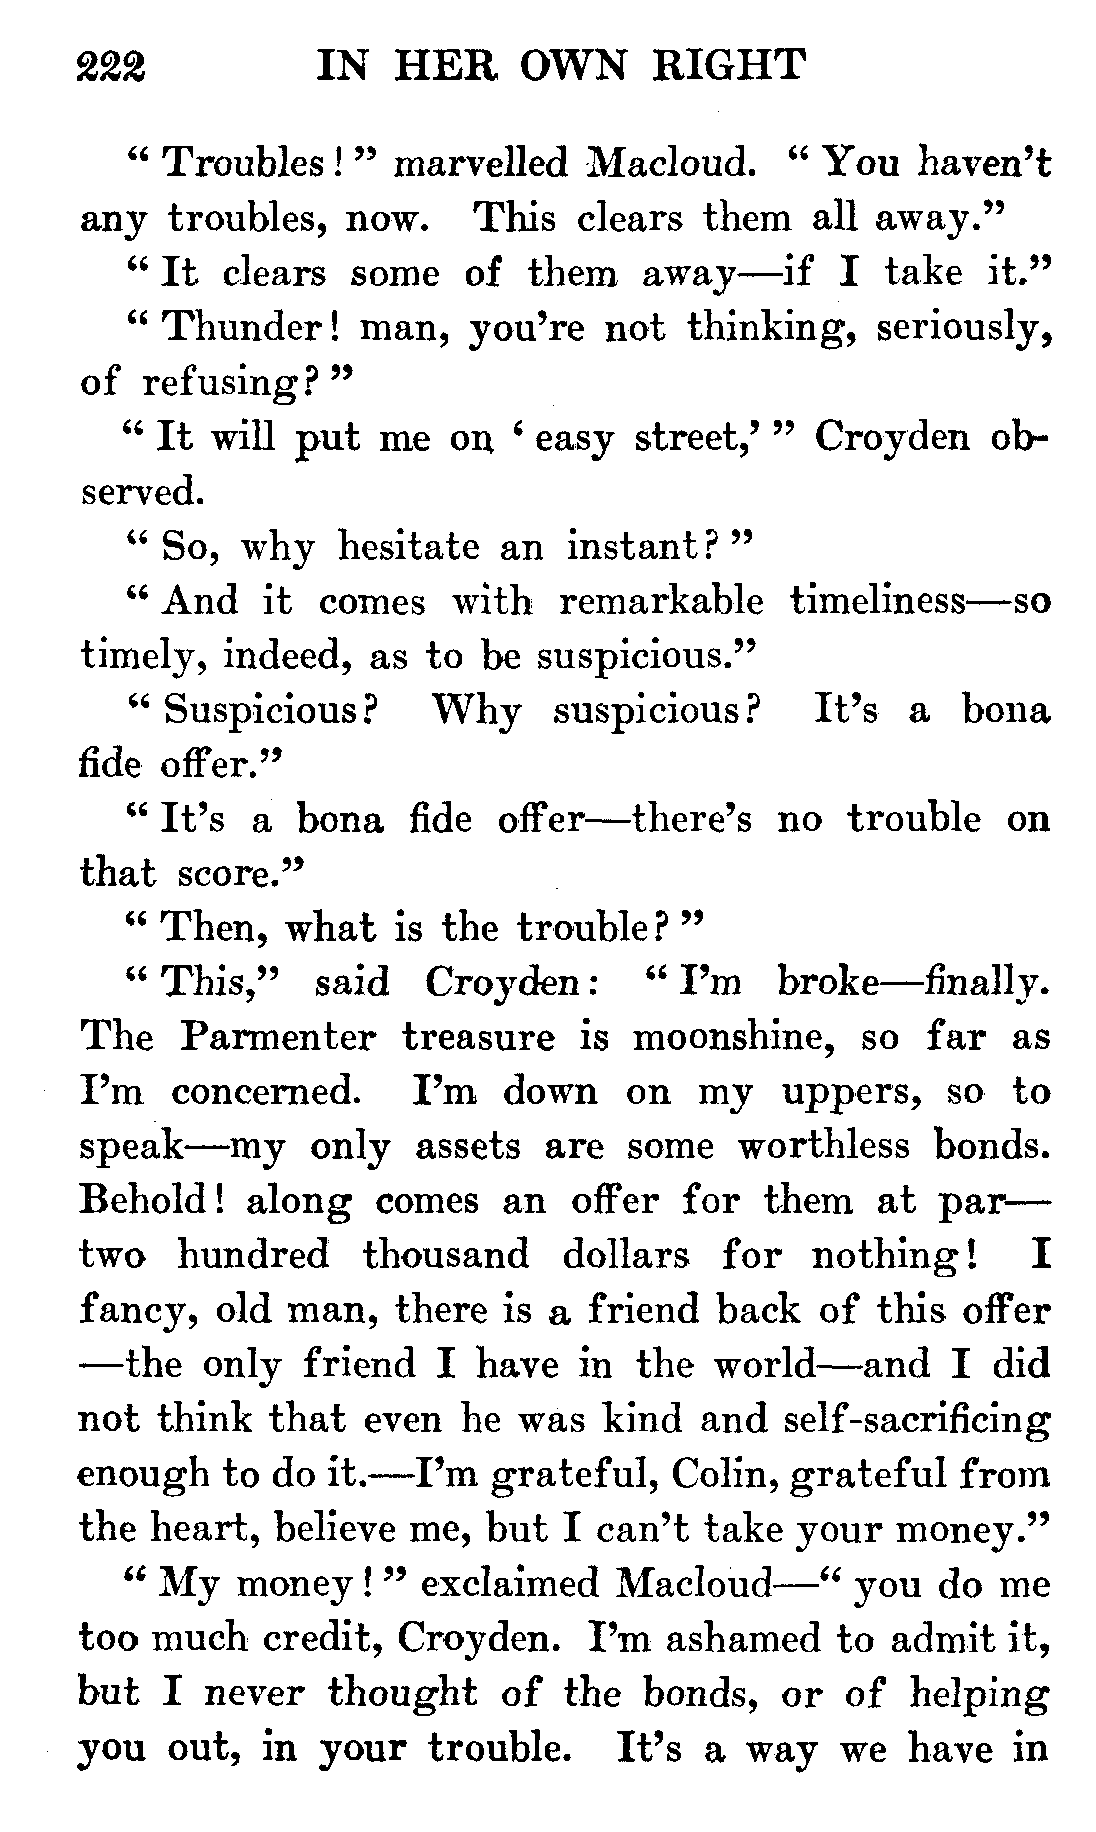 222 IN HER OWN RIGHT
“ Troubles ! ” marvelled Macloud. “ You haven’t
any troubles, now. This clears them all away.”
“ It clears some of them away—if I take it.”
“ Thunder ! man, you’re not thinking, seriously,
of refusing ? ”
“ It will put me on ‘ easy street,’ ” Croyden ob-
served.
“ So, why hesitate an instant ? ”
“ And it comes with remarkable timeliness—so
timely, indeed, as to be suspicious.”
“ Suspicious ? Why suspicious ? It’s a bona
fide offer.”
“ It’s a bona fide offer—there’s no trouble on
that score.”
“ Then, what is the trouble ? ”
“ This,” said Croyden : “ I’m broke—finally.
The Parmenter treasure is moonshine, so far as
I’m concerned. I’m down on my uppers, so to
speak—my only assets are some worthless bonds.
Behold ! along comes an offer for them at par—
two hundred thousand dollars for nothing ! I
fancy, old man, there is a friend back of this offer
—the only friend I have in the world—and I did
not think that even he was kind and self-sacrificing
enough to do it.—I’m grateful, Colin, grateful from
the heart, believe me, but I can’t take your money.”
“ My money ! ” exclaimed Macloud—“ you do me
too much credit, Croyden. I’m ashamed to admit it,
but I never thought of the bonds, or of helping
you out, in your trouble. It’s a way we have in